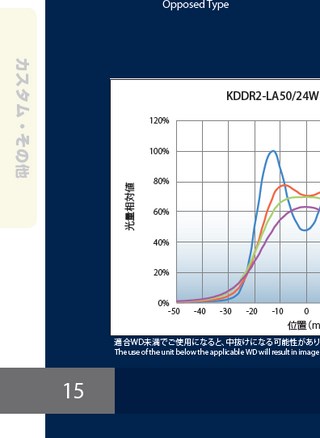 Opposed Type
カスタム・その他
KDDR2-LA50/24W
光量相対値
120%
100%
80%
60%
40%
20%
0%
-50 -40 -30 -20 -10 0
位置（m
適合WD未満でご使用になると、中抜けになる可能性があり
The use of the unit below the applicable WD will result in image
15